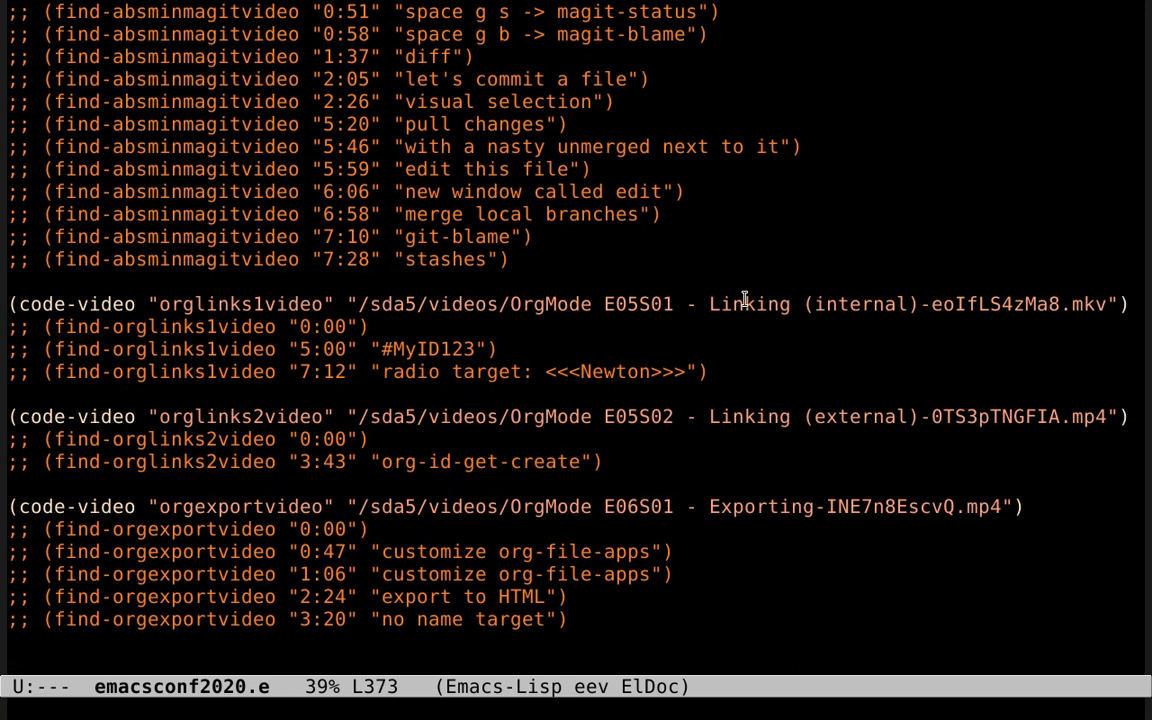 ;; (find-absminmagitvideo "0:51" "space g s -> magit-status")
;; (find-absminmagitvideo "0:58" "space g b -> magit-blame")
;; (find-absminmagitvideo "1:37" "diff")
;; (find-absminmagitvideo "2:05" "let's commit a file")
;; (find-absminmagitvideo "2:26" "visual selection")
;; (find-absminmagitvideo "5:20" "pull changes")
;; (find-absminmagitvideo "5:46" "with a nasty unmerged next to it")
;; (find-absminmagitvideo "5:59" "edit this file")
;; (find-absminmagitvideo "6:06" "new window called edit")
;; (find-absminmagitvideo "6:58" "merge local branches")
;; (find-absminmagitvideo "7:10" "git-blame")
;; (find-absminmagitvideo "7:28" "stashes")
(code-video "orglinks1video" "/sda5/videos/OrgMode E05S01 - Linking (internal)-eoIfLS4zMa8.mkv")
;; (find-orglinks1video "0:00")
;; (find-orglinks1video "5:00" "#MyID123")
;; (find-orglinks1video "7:12" "radio target: <<<Newton>>>")
(code-video "orglinks2video" "/sda5/videos/OrgMode E05S02 - Linking (external)-0TS3pTNGFIA.mp4")
;; (find-orglinks2video "0:00")
;; (find-orglinks2video "3:43" "org-id-get-create")
(code-video "orgexportvideo" "/sda5/videos/OrgMode E06S01 - Exporting-INE7n8EscvQ.mp4")
;; (find-orgexportvideo "0:00")
;; (find-orgexportvideo "0:47" "customize org-file-apps")
;; (find-orgexportvideo "1:06" "customize org-file-apps")
;; (find-orgexportvideo "2:24" "export to HTML")
;; (find-orgexportvideo "3:20" "no name target")
U:---  emacsconf2020.e   39% L373   (Emacs-Lisp eev ElDoc)